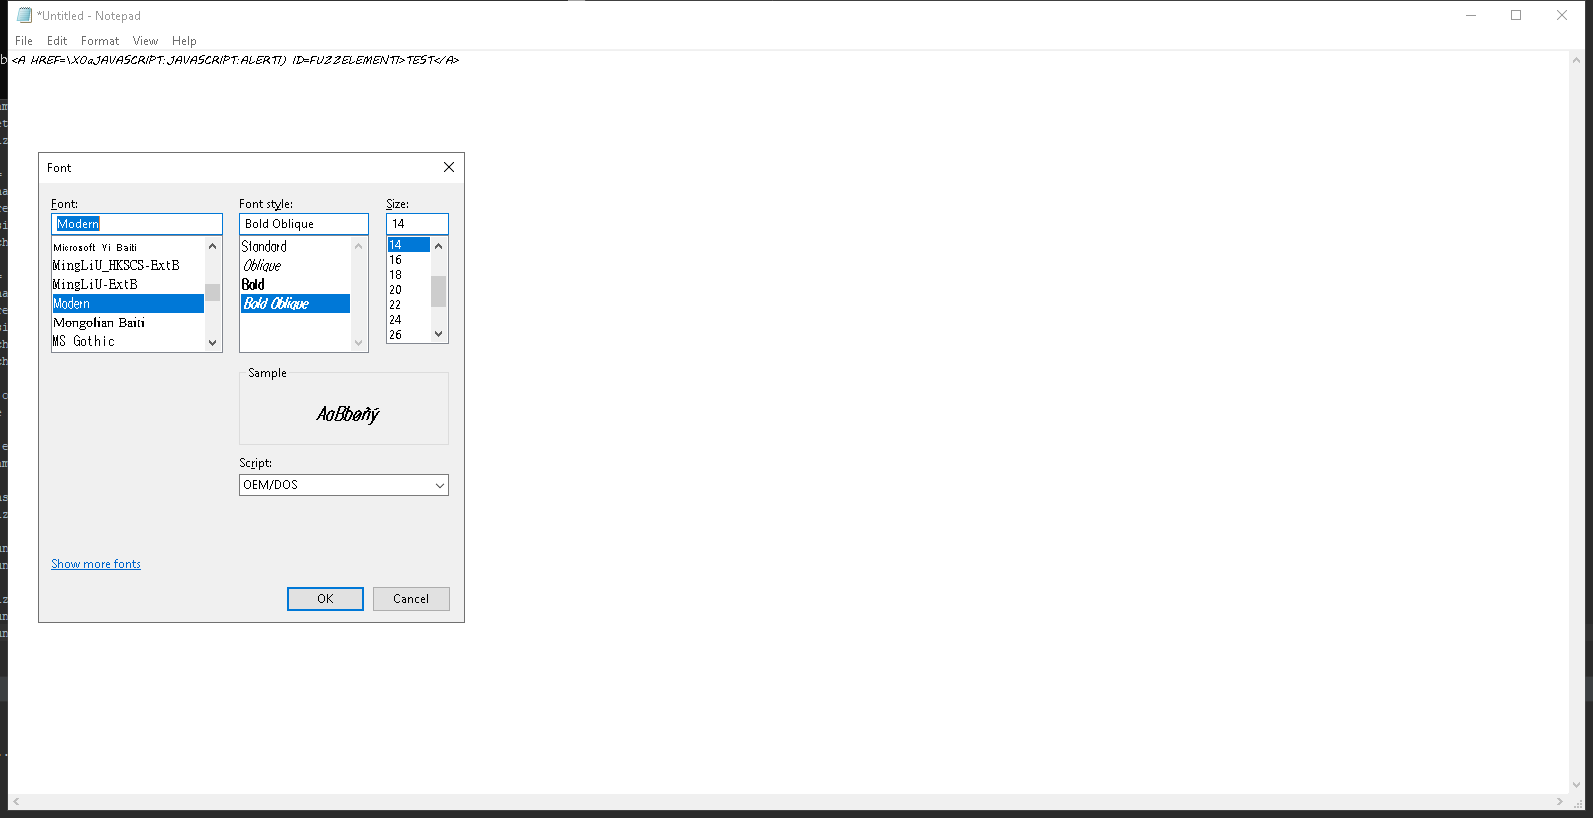 *Untitled - Notepad
File Edit Format View Help
<A HREF=\X0aJAVASCRIPT:JAVASCRIPT:ALERT1) ID=FUZZELEMENT1>TEST</A>
Font
Font: Font style: Size:
Modern Bold Oblique 14
Microsoft Yi Baiti
MingLiU_HKSCS-ExtB
MingLiU-ExtB
Modern
Mongolian Baiti
MS Gothic
Standard
Oblique
Bold
Bold Oblique
14
16
18
20
22
24
26
Sample
AaBbøñý
Script:
OEM/DOS
Show more fonts
OK Cancel